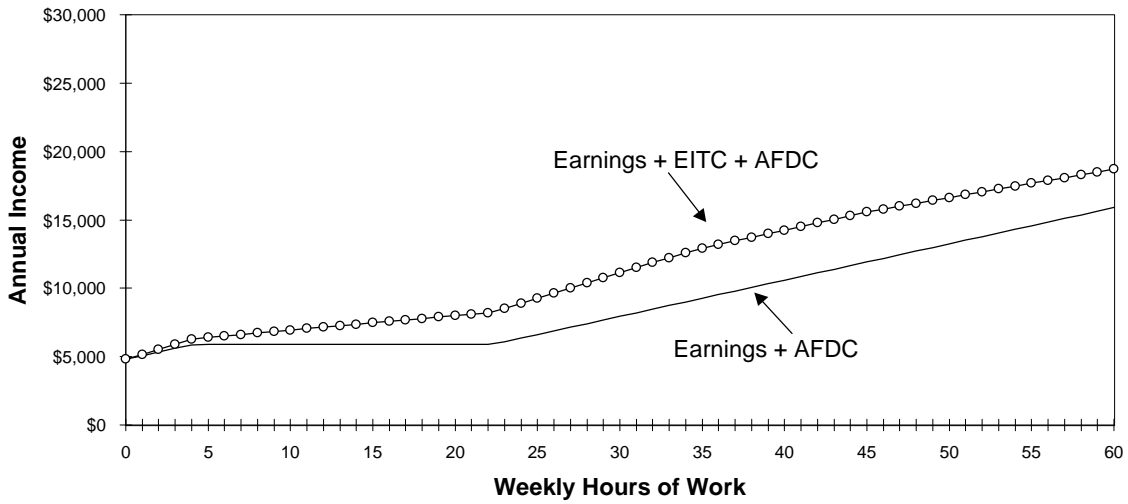 $30,000
$25,000
$20,000
$15,000
$10,000
$5,000
$0
Annual Income
Earnings + EITC + AFDC
Earnings + AFDC
0 5 10 15 20 25 30 35 40 45 50 55 60
Weekly Hours of Work